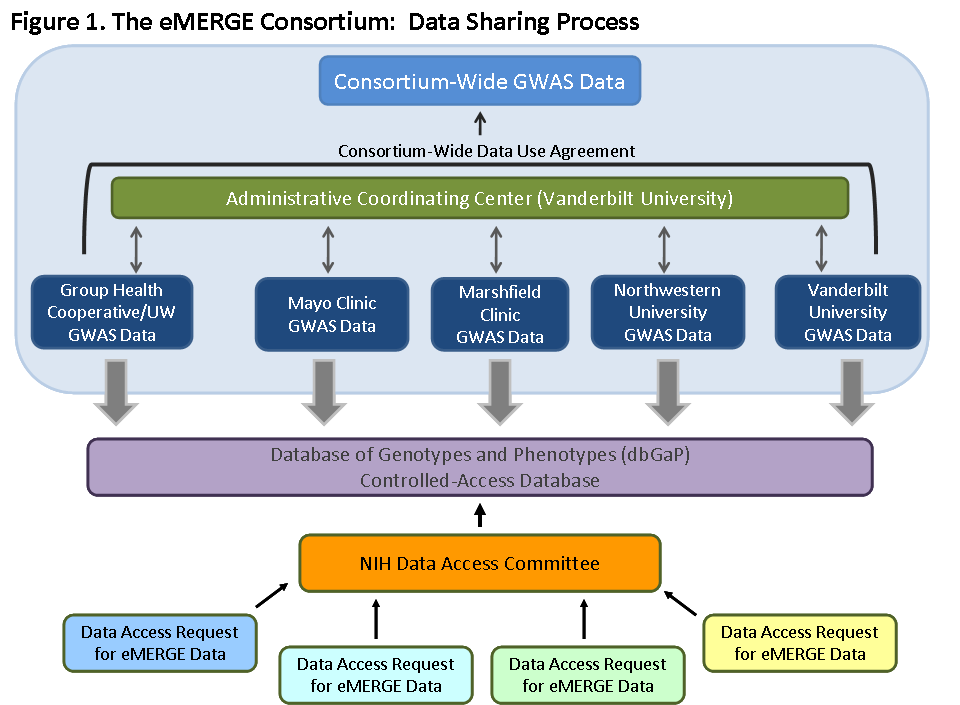 Figure 1. The eMERGE Consortium: Data Sharing Process
Consortium-Wide GWAS Data
Consortium-Wide Data Use Agreement
Administrative Coordinating Center (Vanderbilt University)
Group Health
Cooperative/UW
GWAS Data
Mayo Clinic
GWAS Data
Marshfield
Clinic
GWAS Data
Northwestern
University
GWAS Data
Vanderbilt
University
GWAS Data
Database of Genotypes and Phenotypes (dbGaP)
Controlled-Access Database
NIH Data Access Committee
Data Access Request
for eMERGE Data
Data Access Request
for eMERGE Data
Data Access Request
for eMERGE Data
Data Access Request
for eMERGE Data